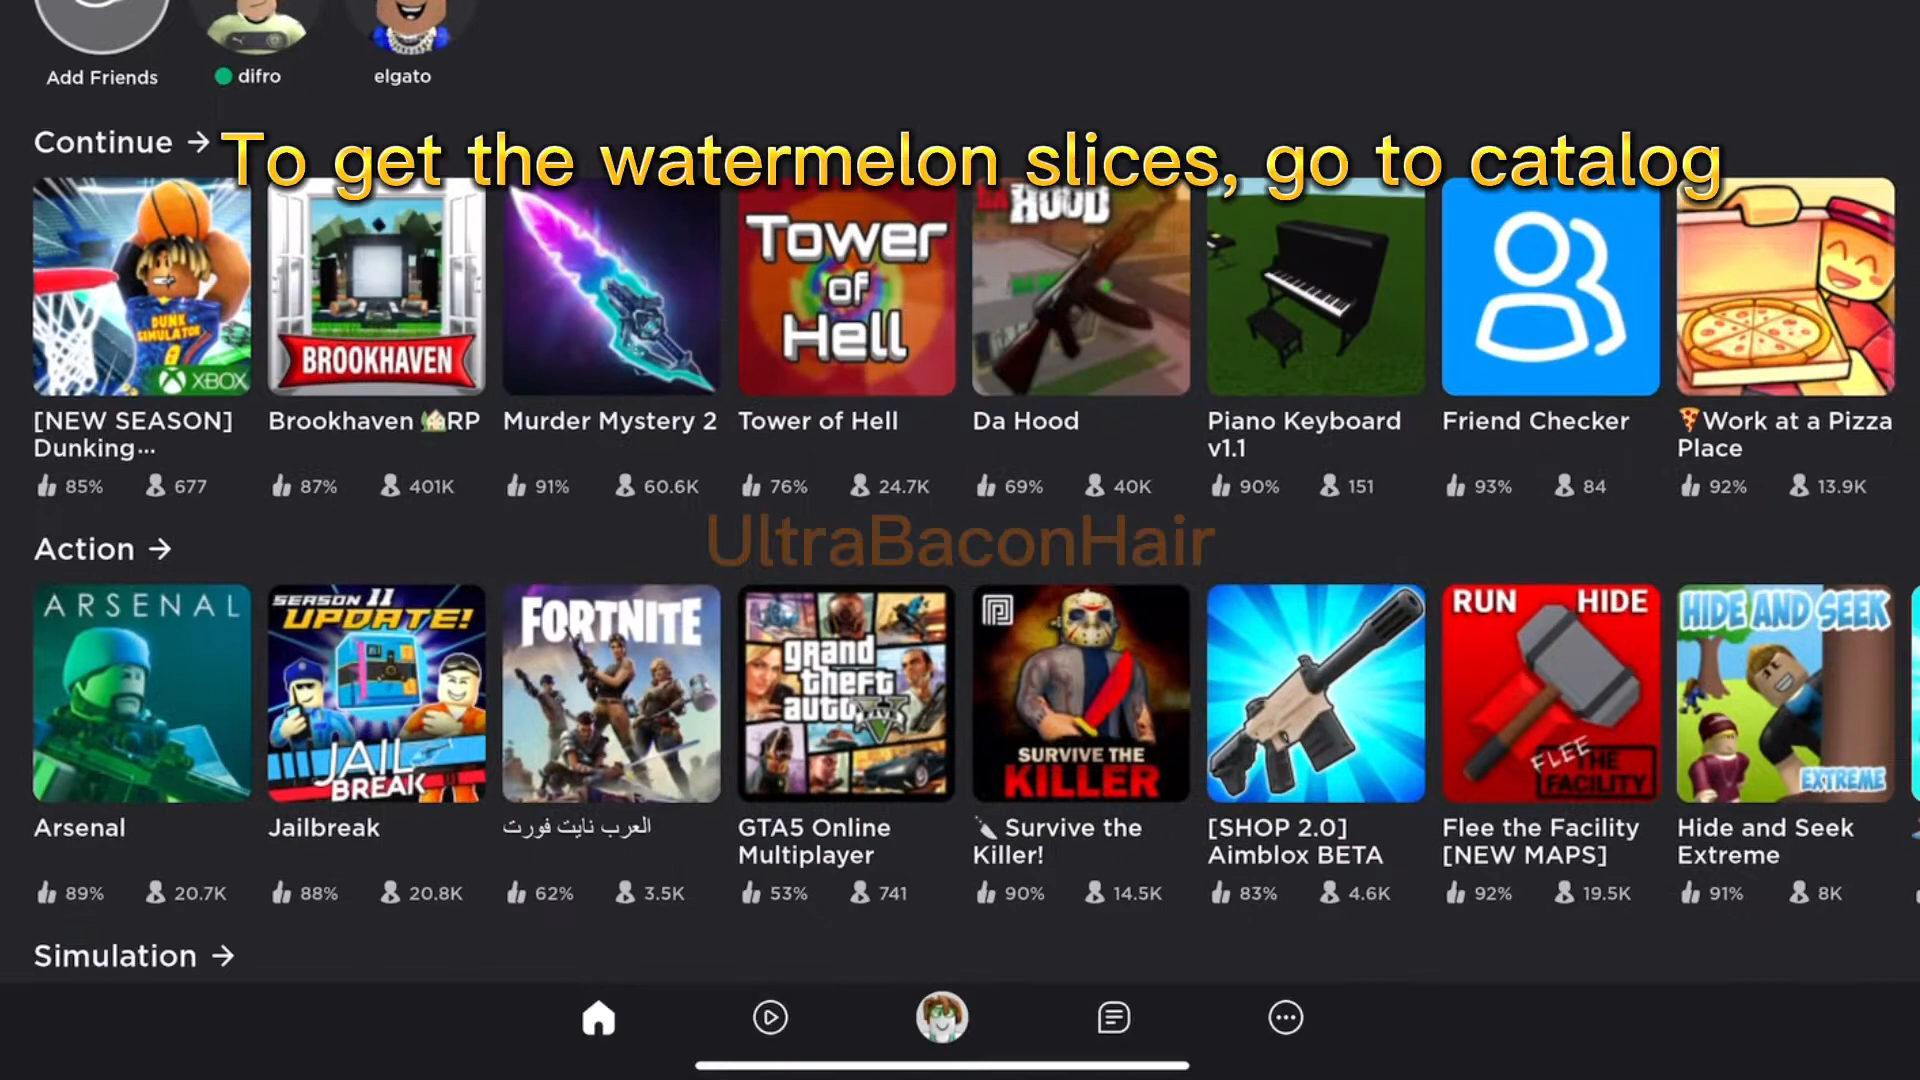 Add Friends
difro
elgato
Continue →
To get the watermelon slices, go to catalog
DUNK
SIMULATOR
8
XBOX
BROOKHAVEN
Tower
of
Hell
DA HOOD
[NEW SEASON]
Dunking...
Brookhaven 🏡RP
Murder Mystery 2
Tower of Hell
Da Hood
Piano Keyboard
v1.1
Friend Checker
🍕Work at a Pizza
Place
85% 677
87% 401K
91% 60.6K
76% 24.7K
69% 40K
90% 151
93% 84
92% 13.9K
UltraBaconHair
Action →
ARSENAL
SEASON 11
UPDATE!
JAIL
BREAK
FORTNITE
grand
theft
auto
FIVE
SURVIVE THE
KILLER
RUN HIDE
FLEE THE
FACILITY
HIDE AND SEEK
EXTREME
Arsenal
Jailbreak
العرب نايت فورت
GTA5 Online
Multiplayer
🔪 Survive the
Killer!
[SHOP 2.0]
Aimblox BETA
Flee the Facility
[NEW MAPS]
Hide and Seek
Extreme
89% 20.7K
88% 20.8K
62% 3.5K
53% 741
90% 14.5K
83% 4.6K
92% 19.5K
91% 8K
Simulation →